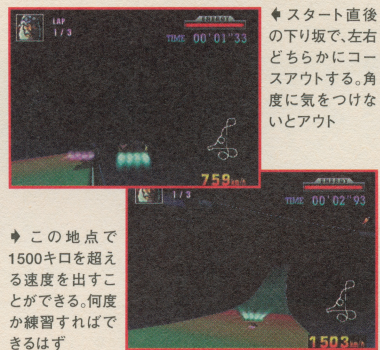 LAP
1/3
ENERGY
TIME 00'01"33
759km/h
←スタート直後
の下り坂で、左右
どちらかにコー
スアウトする。角
度に気をつけな
いとアウト
ENERGY
1/3
TIME 00'02"93
1503km/h
→この地点で
1500キロを超え
る速度を出すこ
とができる。何度
か練習すればで
きるはず